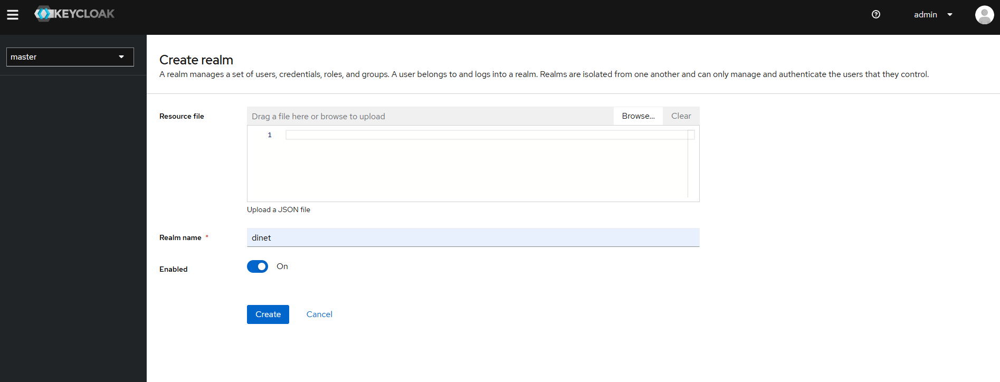 KEYCLOAK
admin
master
Create realm
A realm manages a set of users, credentials, roles, and groups. A user belongs to and logs into a realm. Realms are isolated from one another and can only manage and authenticate the users that they control.
Resource file
Drag a file here or browse to upload
Browse...
Clear
1
Upload a JSON file
Realm name *
dinet
Enabled
On
Create
Cancel